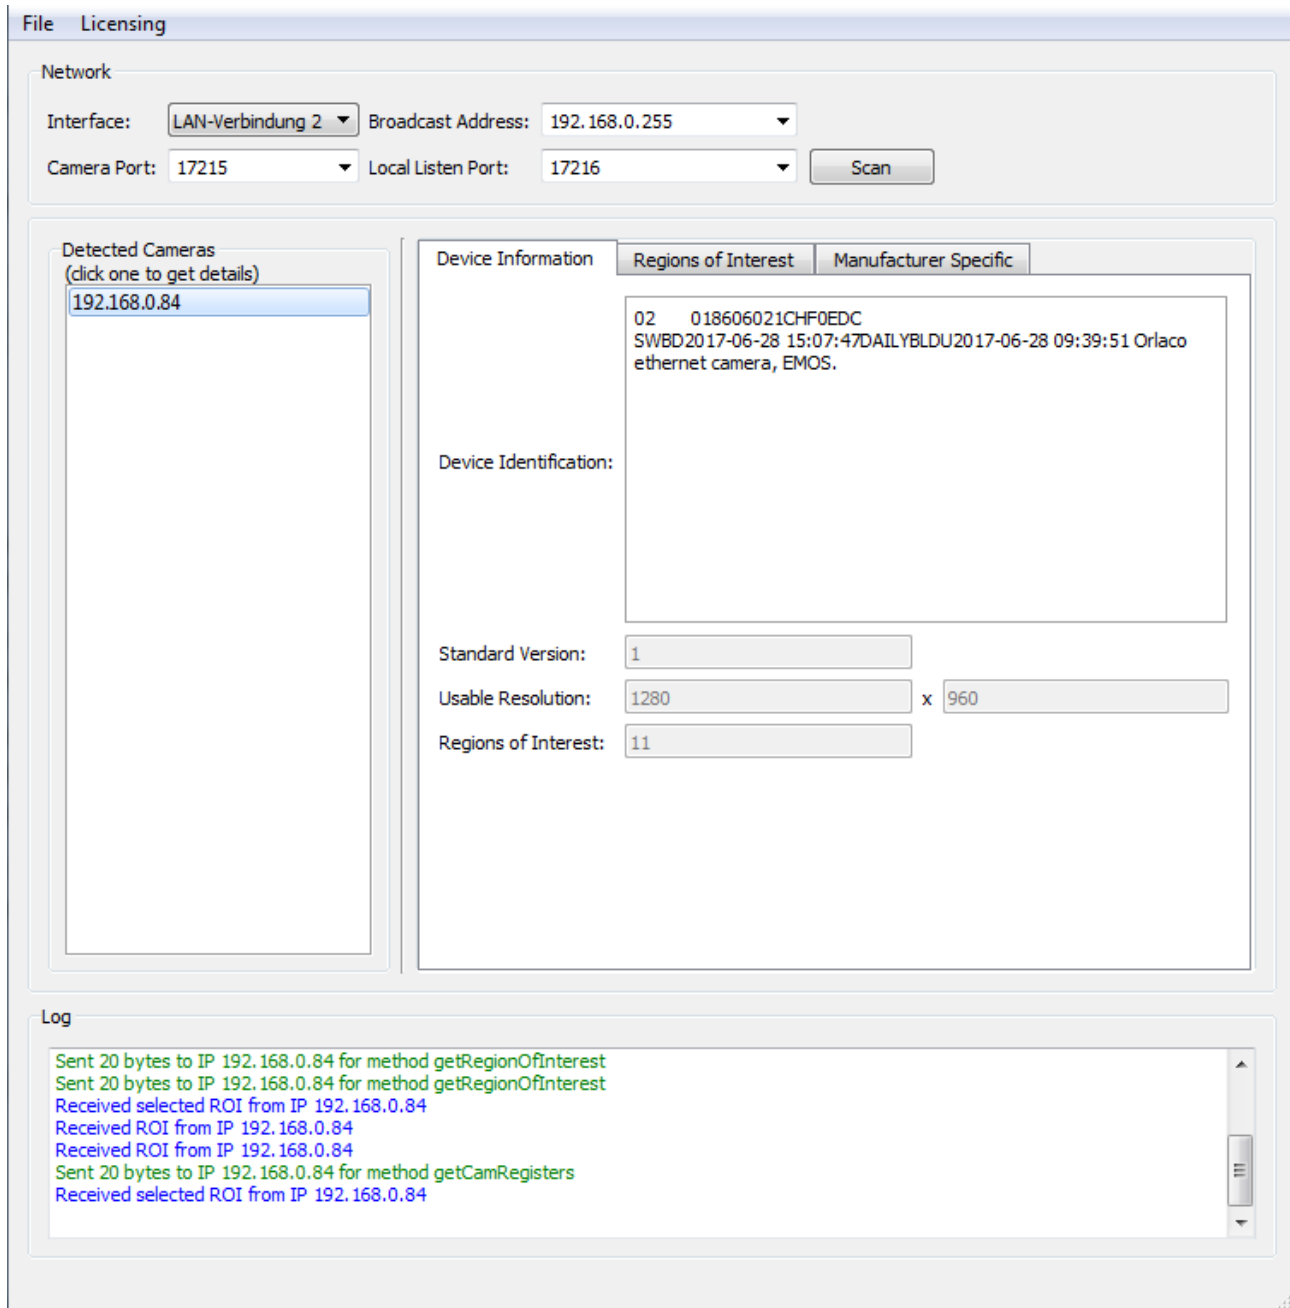 File Licensing
Network
Interface: LAN-Verbindung 2 Broadcast Address: 192.168.0.255
Camera Port: 17215 Local Listen Port: 17216 Scan
Detected Cameras
(click one to get details)
192.168.0.84
Device Information Regions of Interest Manufacturer Specific
Device Identification:
02 018606021CHF0EDC
SWBD2017-06-28 15:07:47DAILYBLDU2017-06-28 09:39:51 Orlaco
ethernet camera, EMOS.
Standard Version: 1
Usable Resolution: 1280 x 960
Regions of Interest: 11
Log
Sent 20 bytes to IP 192.168.0.84 for method getRegionOfInterest
Sent 20 bytes to IP 192.168.0.84 for method getRegionOfInterest
Received selected ROI from IP 192.168.0.84
Received ROI from IP 192.168.0.84
Received ROI from IP 192.168.0.84
Sent 20 bytes to IP 192.168.0.84 for method getCamRegisters
Received selected ROI from IP 192.168.0.84